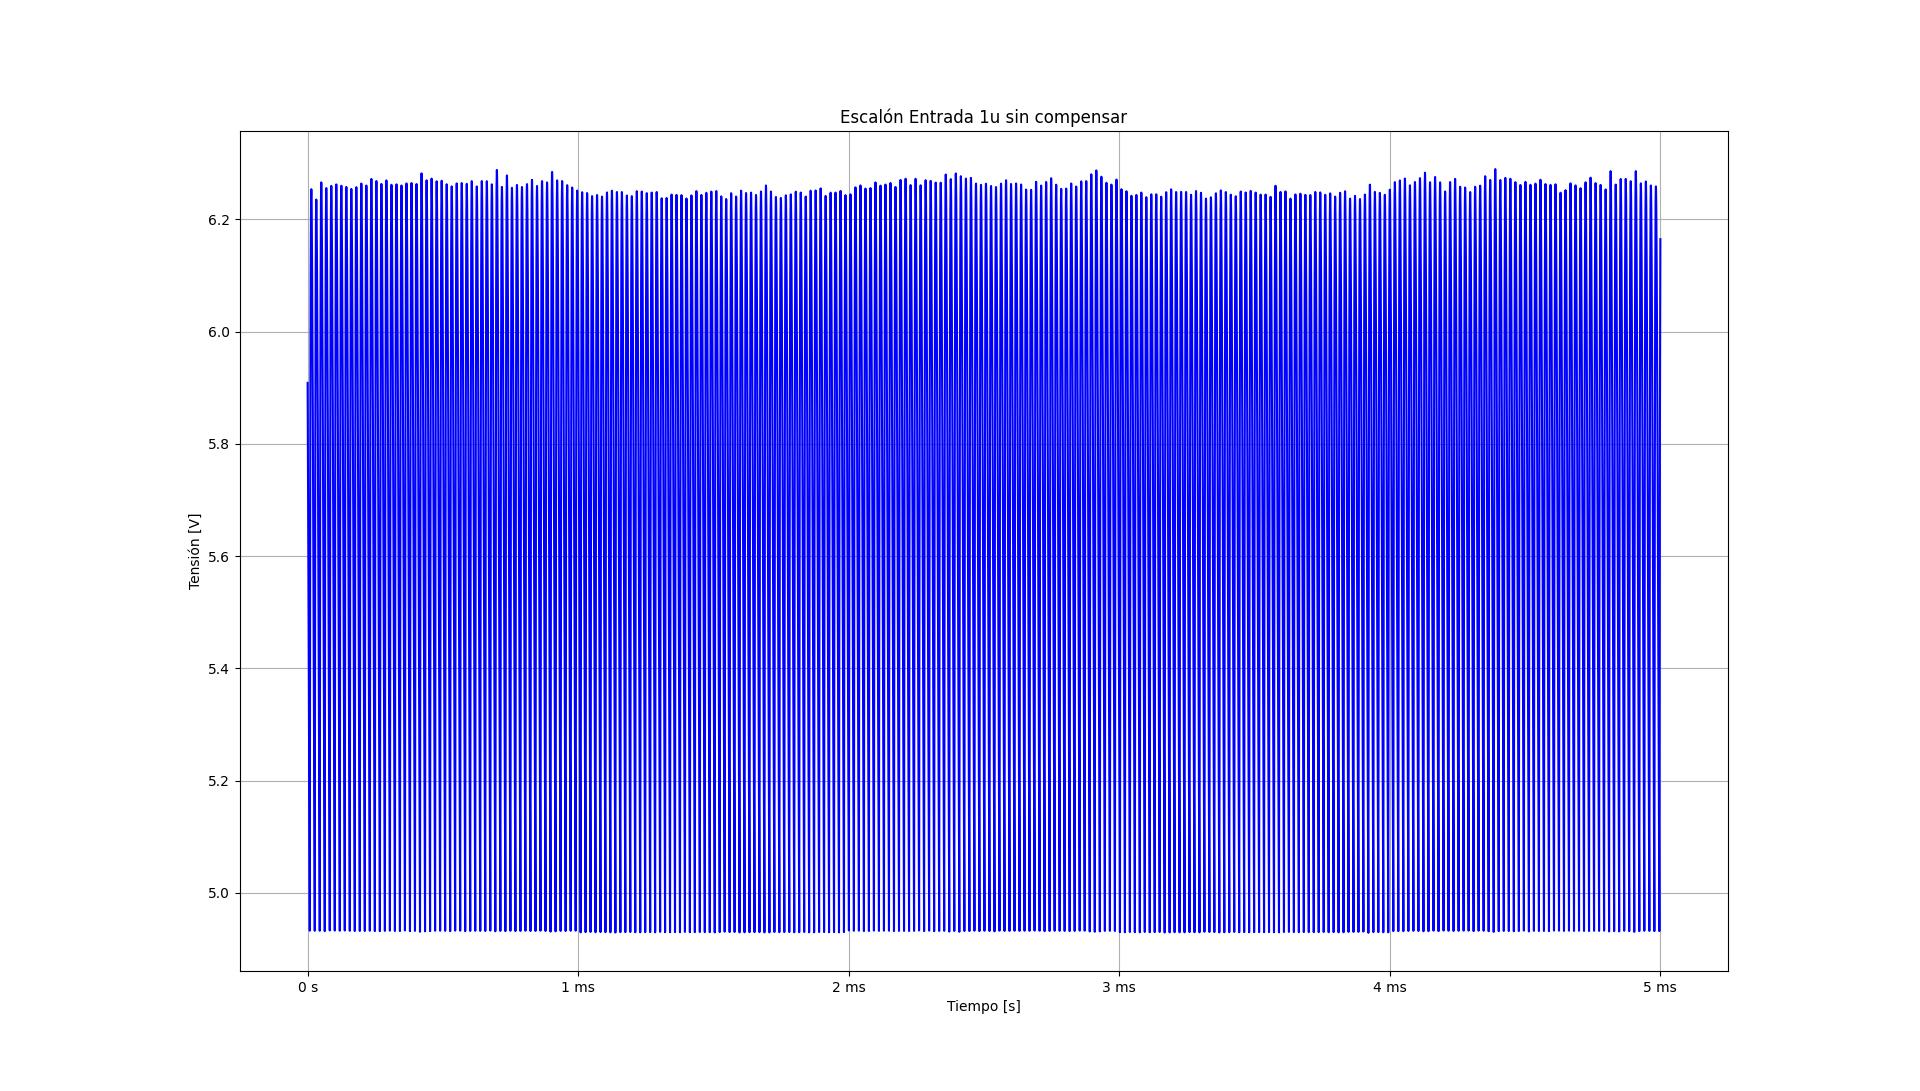 Escalón Entrada 1u sin compensar
Tensión [V]
6.2
6.0
5.8
5.6
5.4
5.2
5.0
0 s
1 ms
2 ms
3 ms
4 ms
5 ms
Tiempo [s]